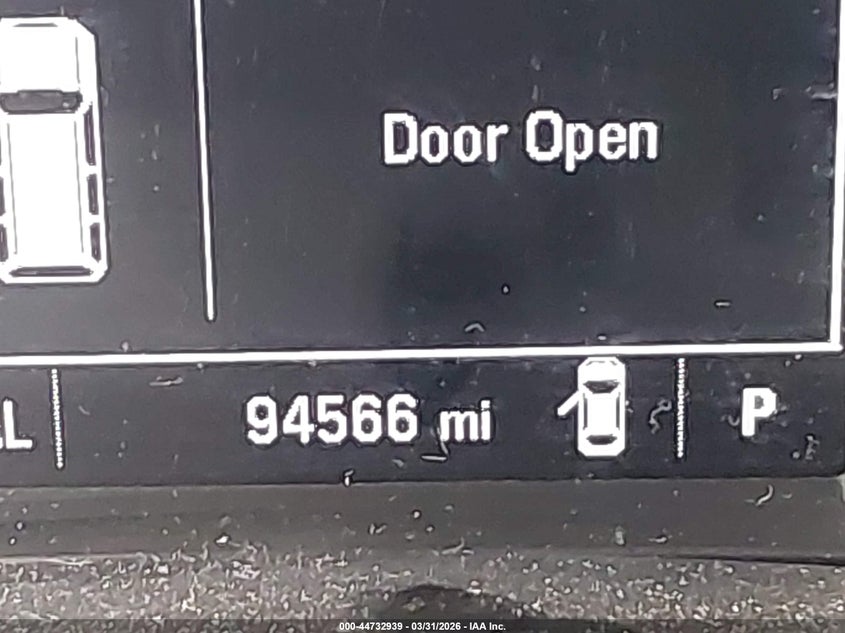 Door Open
94566 mi
P
000-44732939 - 03/31/2026 - IAA Inc.